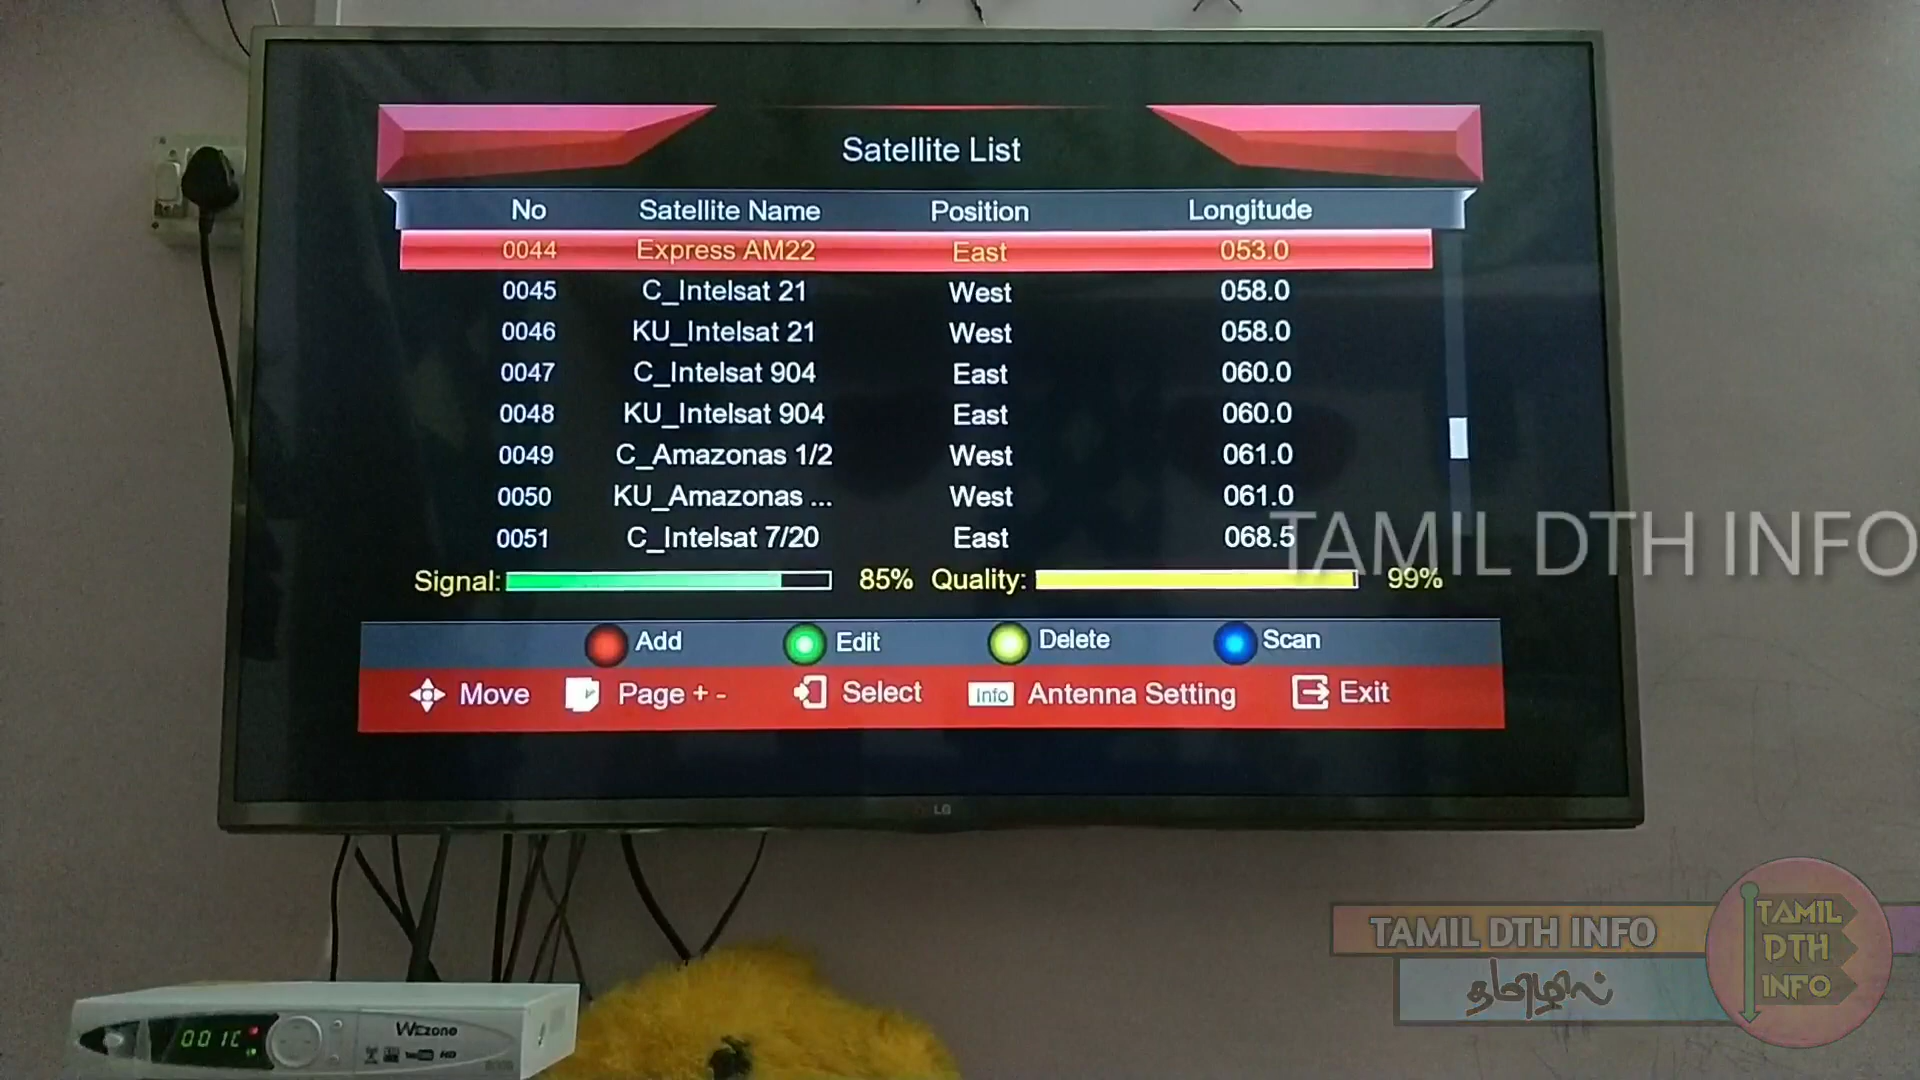 Satellite List
No Satellite Name Position Longitude
0044 Express AM22 East 053.0
0045 C_Intelsat 21 West 058.0
0046 KU_Intelsat 21 West 058.0
0047 C_Intelsat 904 East 060.0
0048 KU_Intelsat 904 East 060.0
0049 C_Amazonas 1/2 West 061.0
0050 KU_Amazonas ... West 061.0
0051 C_Intelsat 7/20 East 068.5
TAMIL DTH INFO
Signal: 85% Quality: 99%
Add Edit Delete Scan
Move Page + - Select Info Antenna Setting Exit
LG
TAMIL DTH INFO
தமிழில்
TAMIL
DTH
INFO
WEzone
HD